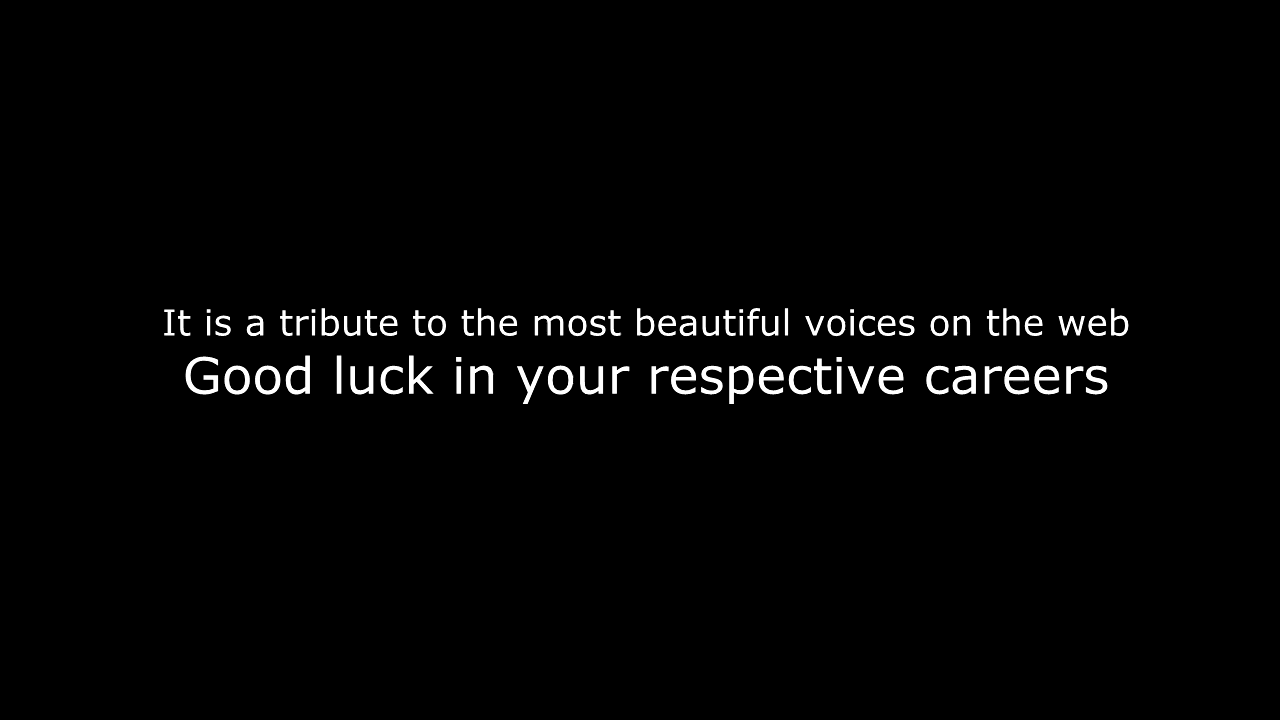 It is a tribute to the most beautiful voices on the web
Good luck in your respective careers